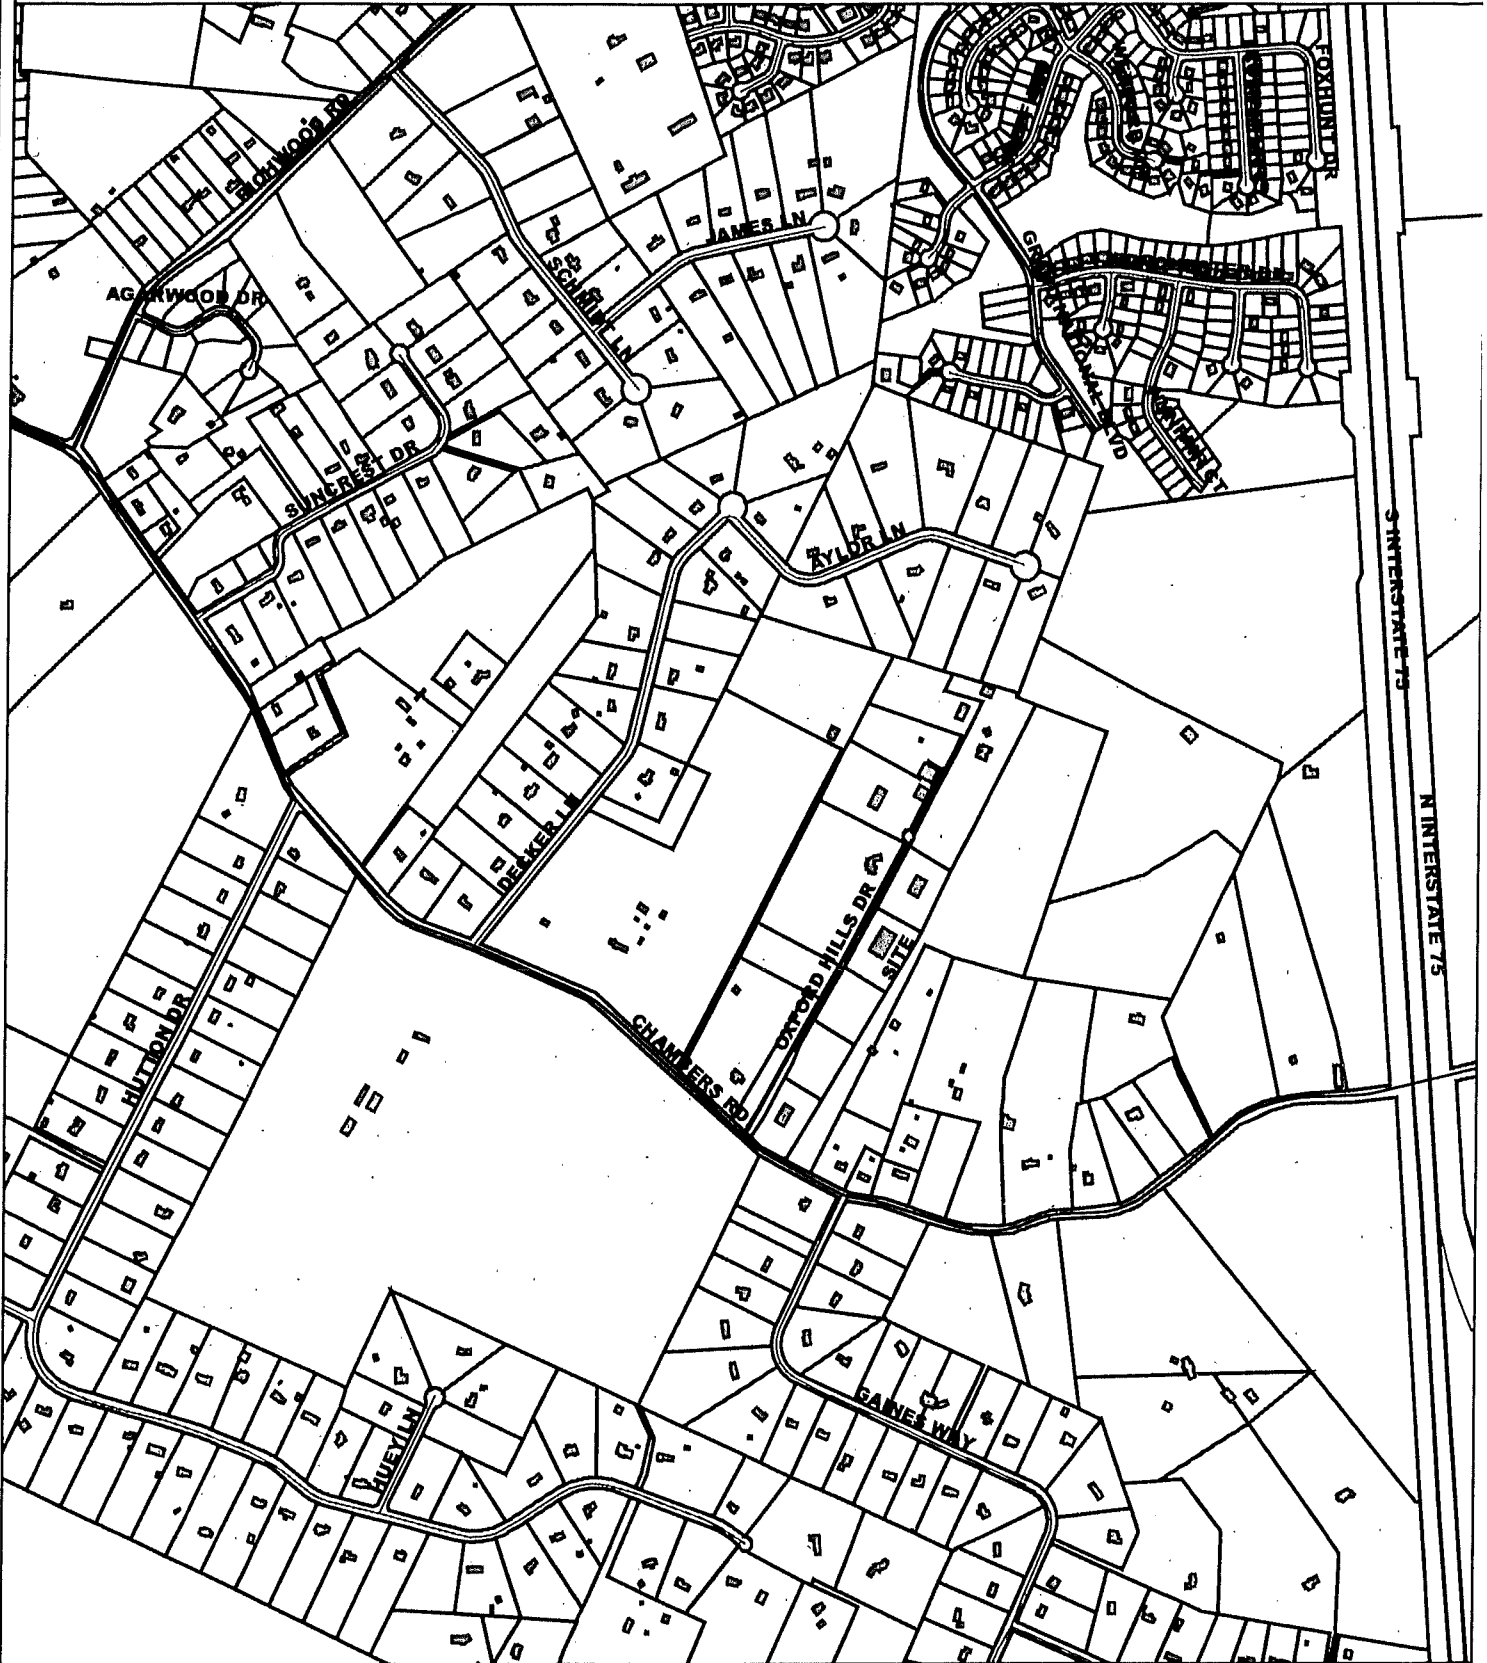 FOXHUNT DR
RICHWOOD RD
JAMES LN
SCHMIDT LN
AGARWOOD DR
SUNCREST DR
AYLOR LN
S INTERSTATE 75
N INTERSTATE 75
DECKER LN
OXFORD HILLS DR
SITE
CHAMBERS RD
HUTTON DR
GAINES WAY
HUEY LN